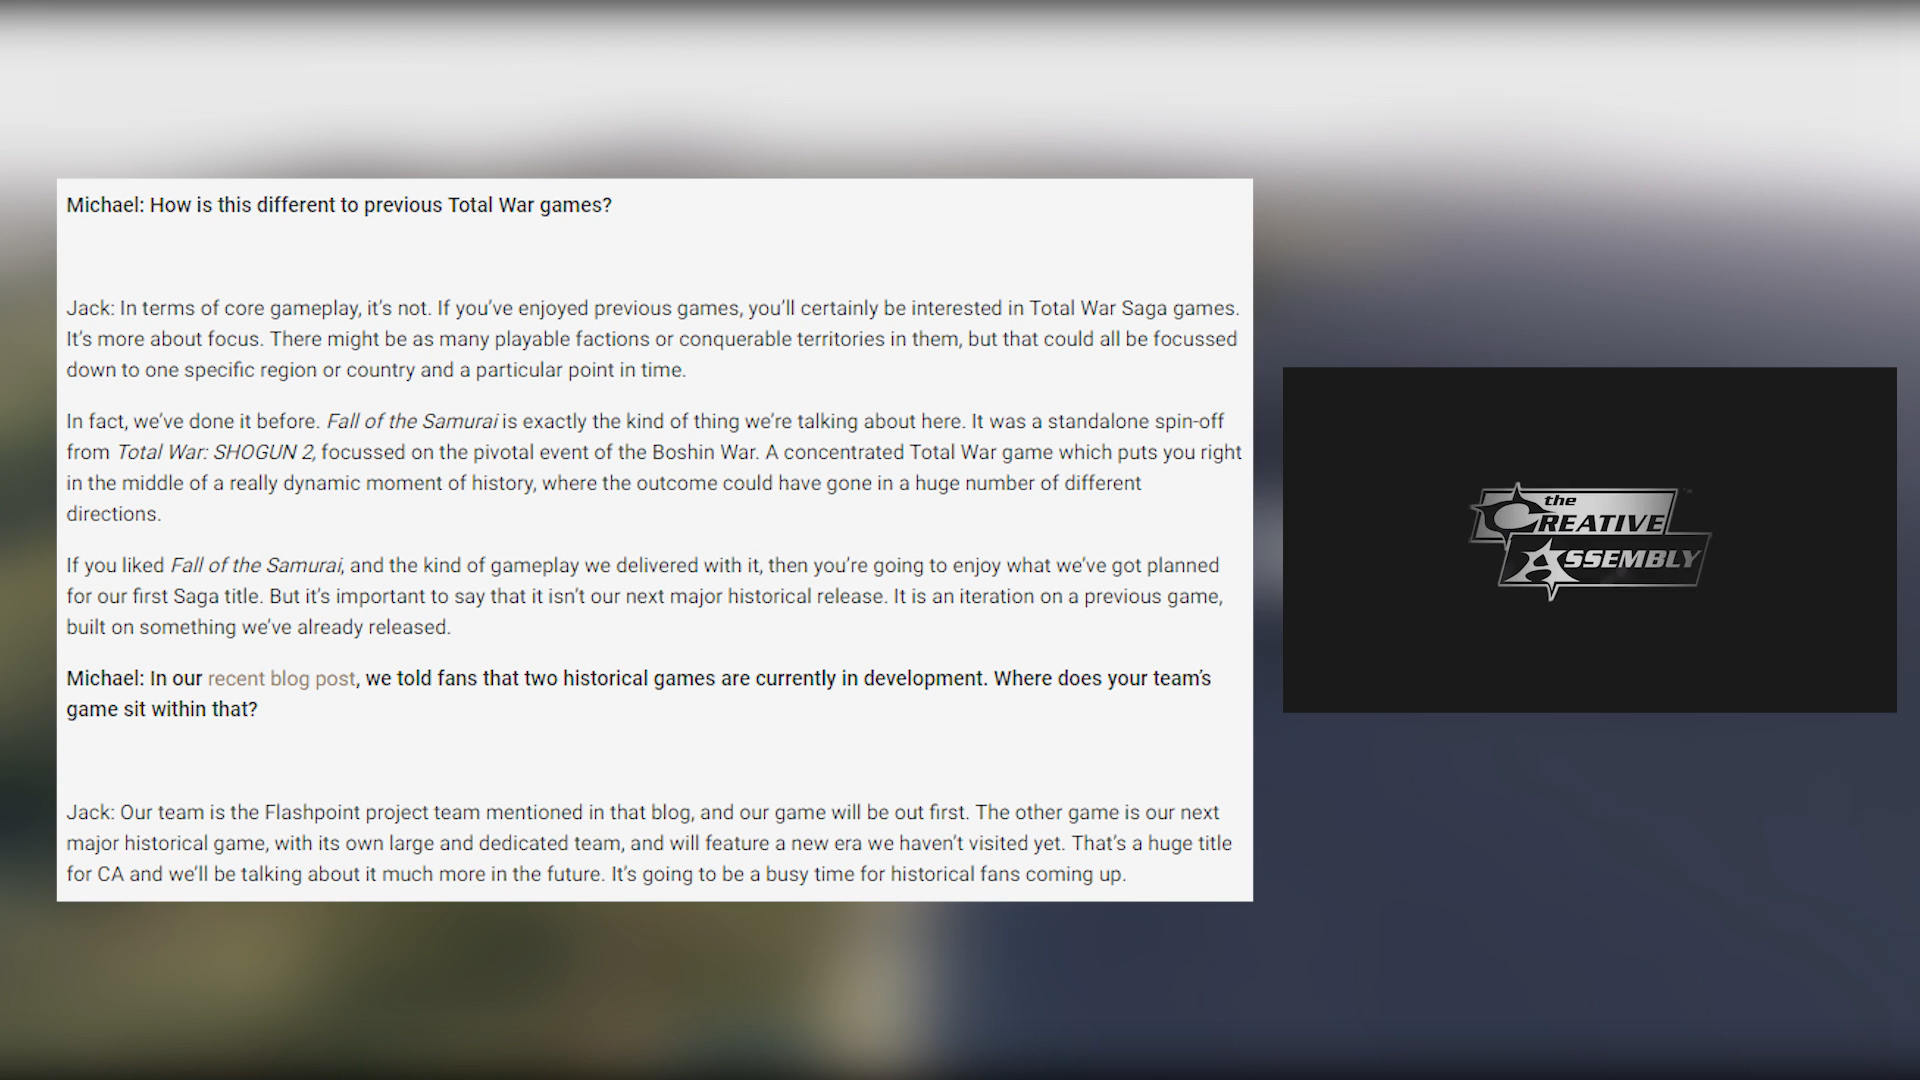 Michael: How is this different to previous Total War games?
Jack: In terms of core gameplay, it's not. If you've enjoyed previous games, you'll certainly be interested in Total War Saga games.
It's more about focus. There might be as many playable factions or conquerable territories in them, but that could all be focussed
down to one specific region or country and a particular point in time.
In fact, we've done it before. Fall of the Samurai is exactly the kind of thing we're talking about here. It was a standalone spin-off
from Total War: SHOGUN 2, focussed on the pivotal event of the Boshin War. A concentrated Total War game which puts you right
in the middle of a really dynamic moment of history, where the outcome could have gone in a huge number of different
directions.
If you liked Fall of the Samurai, and the kind of gameplay we delivered with it, then you're going to enjoy what we've got planned
for our first Saga title. But it's important to say that it isn't our next major historical release. It is an iteration on a previous game,
built on something we've already released.
Michael: In our recent blog post, we told fans that two historical games are currently in development. Where does your team's
game sit within that?
Jack: Our team is the Flashpoint project team mentioned in that blog, and our game will be out first. The other game is our next
major historical game, with its own large and dedicated team, and will feature a new era we haven't visited yet. That's a huge title
for CA and we'll be talking about it much more in the future. It's going to be a busy time for historical fans coming up.
the
CREATIVE
ASSEMBLY